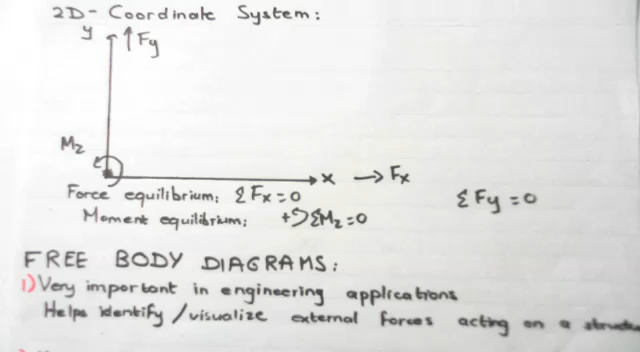 2D-Coordinate System:
y ↑Fy
Mz
x → Fx
Force equilibrium: ΣFx=0 ΣFy=0
Moment equilibrium: +↺ΣMz=0
FREE BODY DIAGRAMS:
1) Very important in engineering applications
Helps identify/visualize external forces acting on a